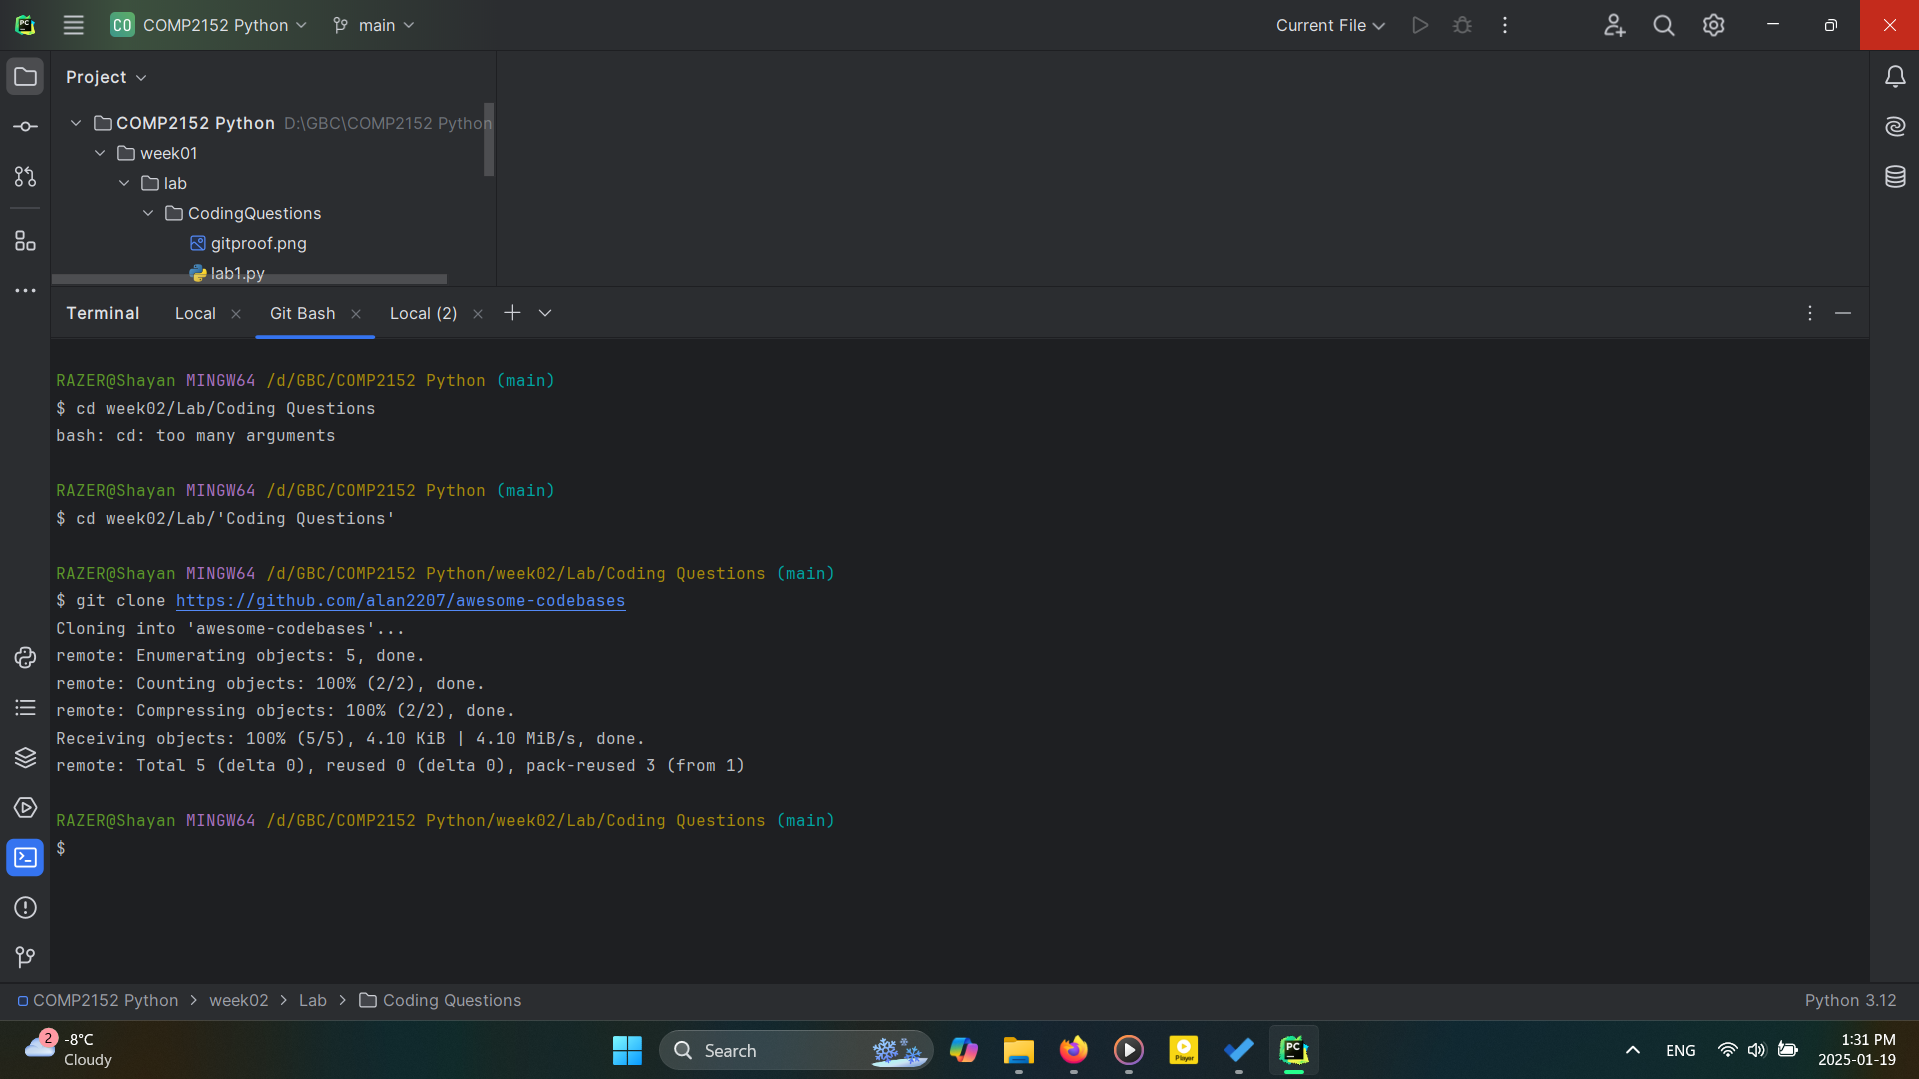 CO COMP2152 Python main Current File
Project
COMP2152 Python D:\GBC\COMP2152 Python
week01
lab
CodingQuestions
gitproof.png
lab1.py
Terminal Local Git Bash Local (2)
RAZER@Shayan MINGW64 /d/GBC/COMP2152 Python (main)
$ cd week02/Lab/Coding Questions
bash: cd: too many arguments
RAZER@Shayan MINGW64 /d/GBC/COMP2152 Python (main)
$ cd week02/Lab/'Coding Questions'
RAZER@Shayan MINGW64 /d/GBC/COMP2152 Python/week02/Lab/Coding Questions (main)
$ git clone https://github.com/alan2207/awesome-codebases
Cloning into 'awesome-codebases'...
remote: Enumerating objects: 5, done.
remote: Counting objects: 100% (2/2), done.
remote: Compressing objects: 100% (2/2), done.
Receiving objects: 100% (5/5), 4.10 KiB | 4.10 MiB/s, done.
remote: Total 5 (delta 0), reused 0 (delta 0), pack-reused 3 (from 1)
RAZER@Shayan MINGW64 /d/GBC/COMP2152 Python/week02/Lab/Coding Questions (main)
$
COMP2152 Python > week02 > Lab > Coding Questions Python 3.12
2 -8°C
Cloudy
Search
Player
PC
ENG
1:31 PM
2025-01-19